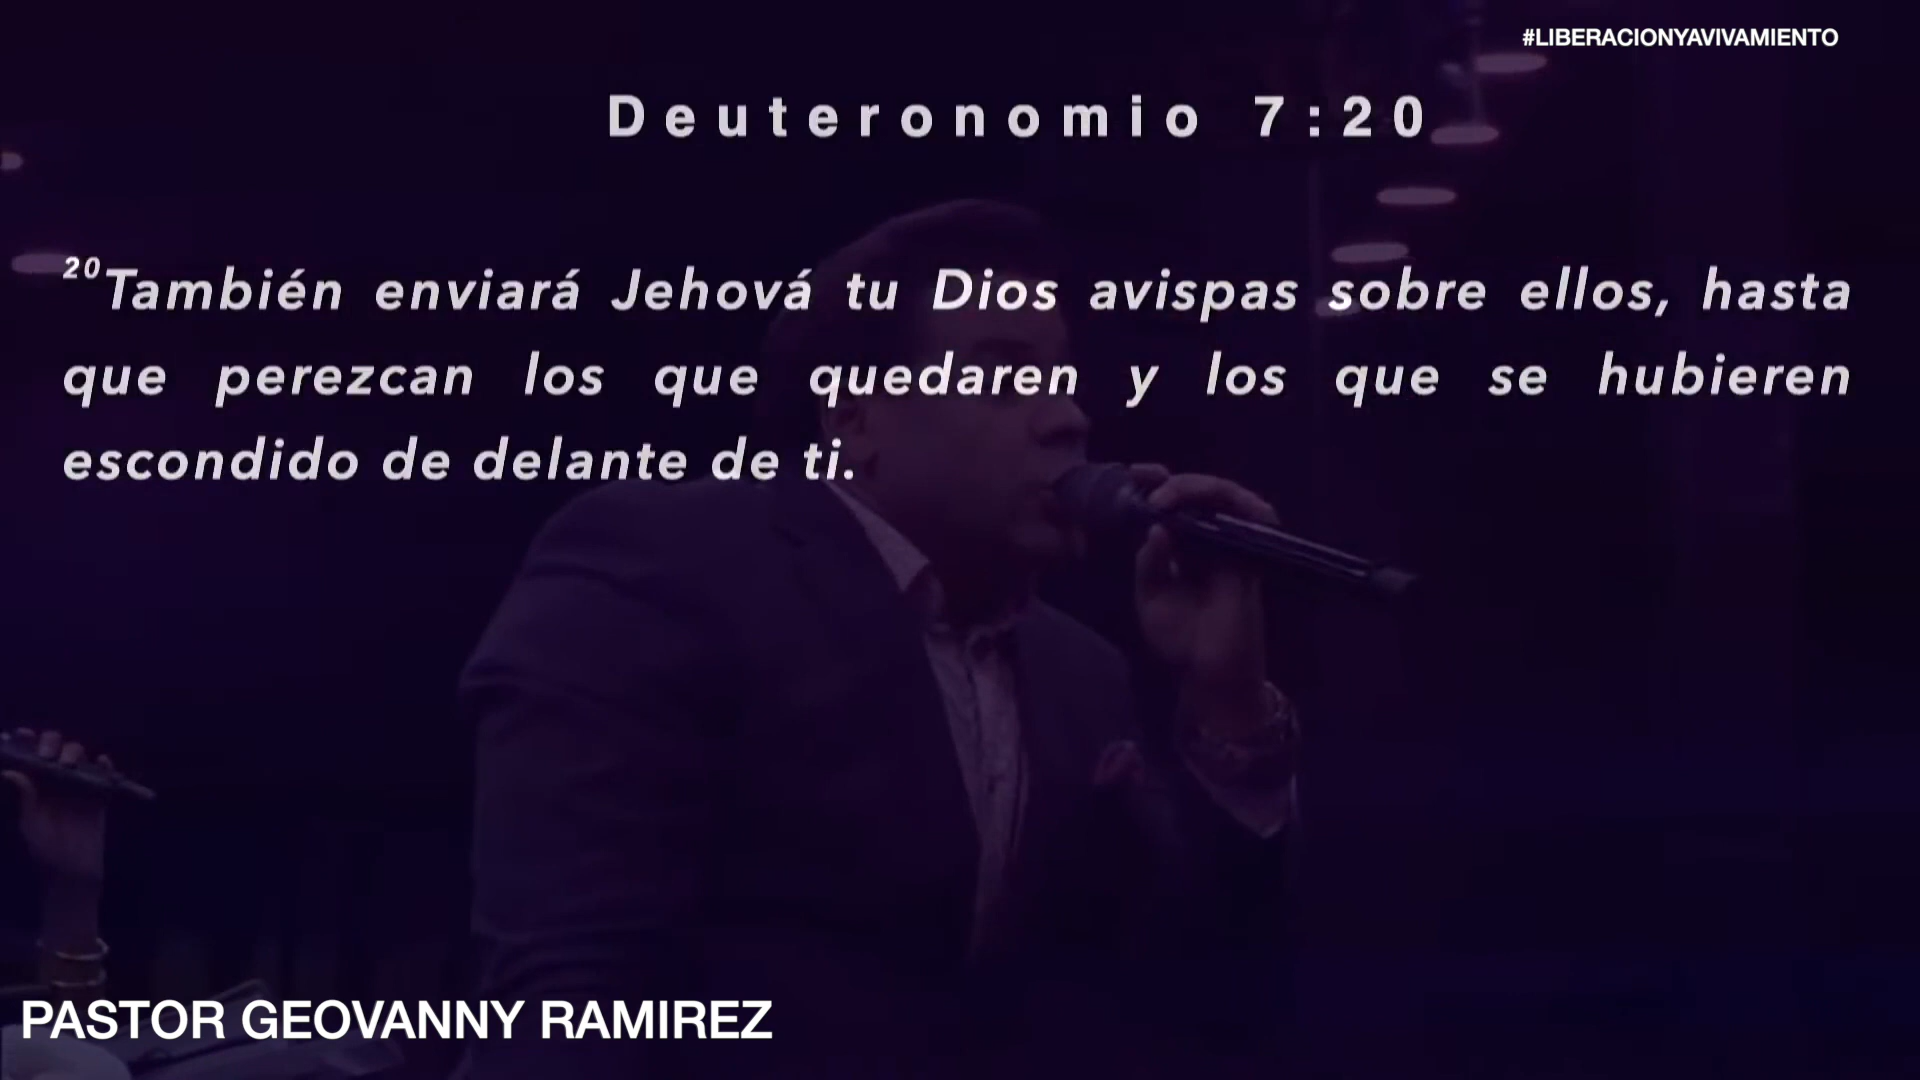 #LIBERACIONYAVIVAMIENTO
Deuteronomio 7:20
20También enviará Jehová tu Dios avispas sobre ellos, hasta
que perezcan los que quedaren y los que se hubieren
escondido de delante de ti.
PASTOR GEOVANNY RAMIREZ